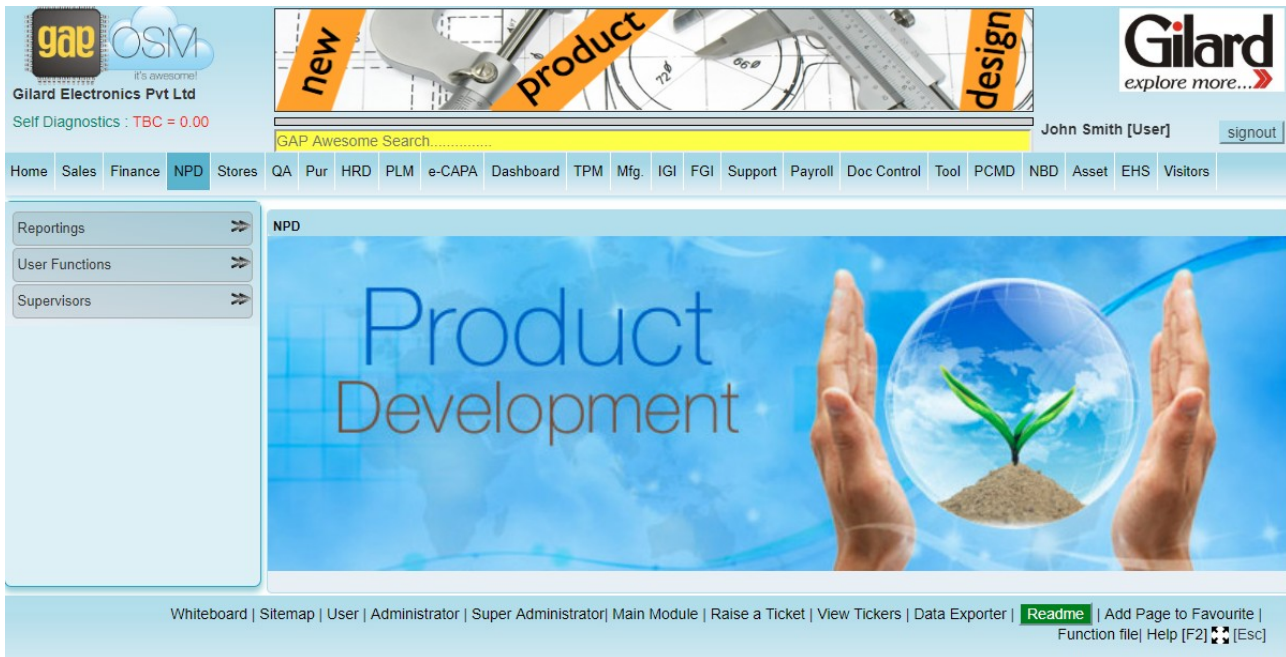 gap OSM
it's awesome!
Gilard Electronics Pvt Ltd
Self Diagnostics : TBC = 0.00
new product design
72ø 66ø
GAP Awesome Search...............
Gilard
explore more...
John Smith [User] signout
Home Sales Finance NPD Stores QA Pur HRD PLM e-CAPA Dashboard TPM Mfg. IGI FGI Support Payroll Doc Control Tool PCMD NBD Asset EHS Visitors
Reportings
User Functions
Supervisors
NPD
Product
Development
Whiteboard | Sitemap | User | Administrator | Super Administrator| Main Module | Raise a Ticket | View Tickers | Data Exporter | Readme | Add Page to Favourite |
Function file| Help [F2] [Esc]